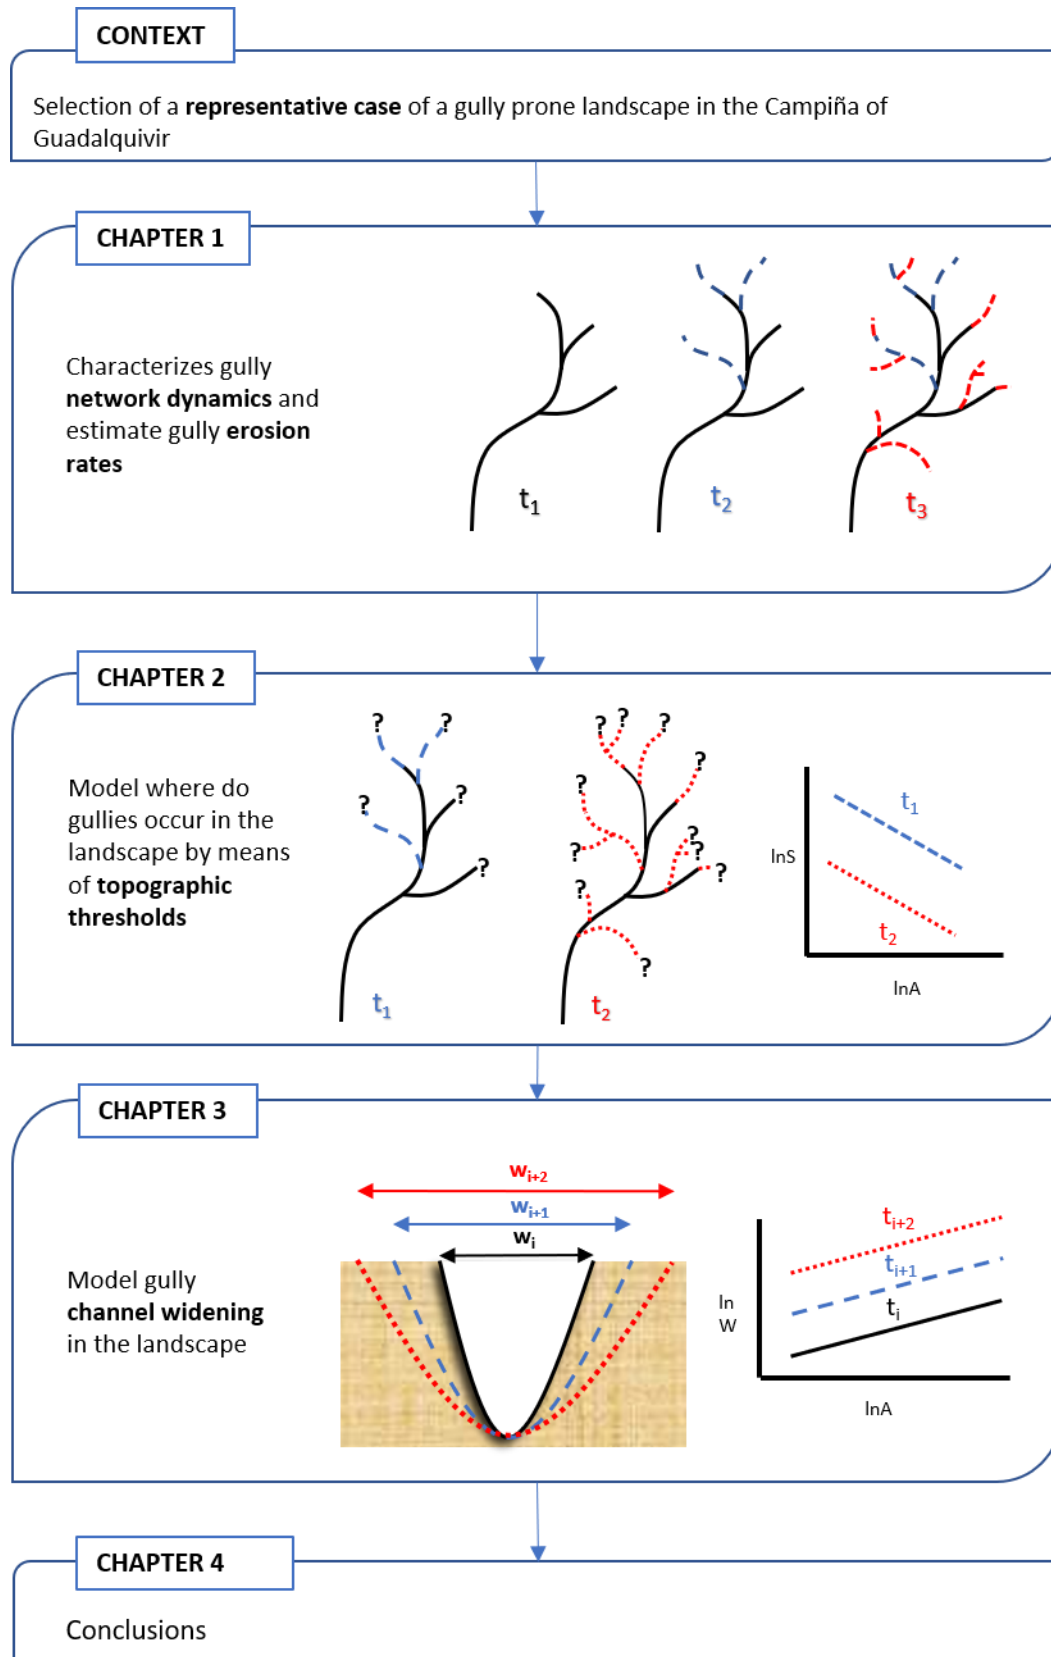 CONTEXT
Selection of a representative case of a gully prone landscape in the Campiña of
Guadalquivir
CHAPTER 1
Characterizes gully
network dynamics and
estimate gully erosion
rates
t1
t2
t3
CHAPTER 2
Model where do
gullies occur in the
landscape by means
of topographic
thresholds
? ? ? ? ?
t1
? ? ? ? ? ? ? ? ? ? ?
t2
lnS
t1
t2
lnA
CHAPTER 3
Model gully
channel widening
in the landscape
wi+2
wi+1
wi
ln
W
ti+2
ti+1
ti
lnA
CHAPTER 4
Conclusions